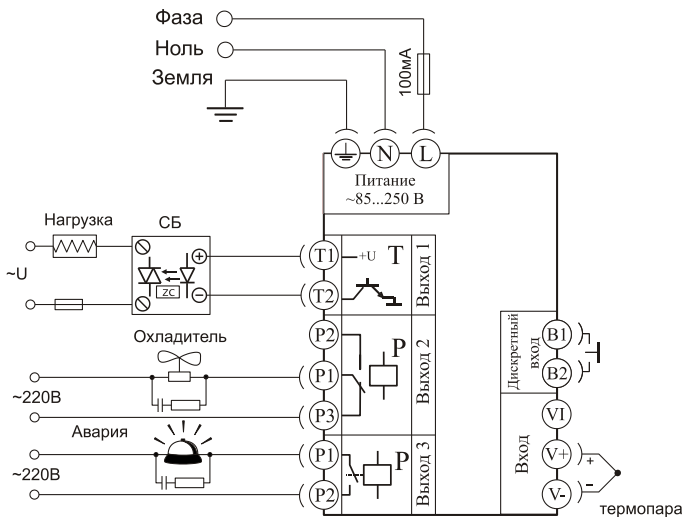 Фаза
Ноль
Земля
100мА
N
L
Питание
~85...250 В
Нагрузка
СБ
~U
+
−
ZC
T1
+U
T
T2
Выход 1
Охладитель
~220В
P2
P1
P3
P
Выход 2
Авария
~220В
P1
P2
P
Выход 3
Дискретный
вход
B1
B2
VI
Вход
V+
V-
+
−
термопара